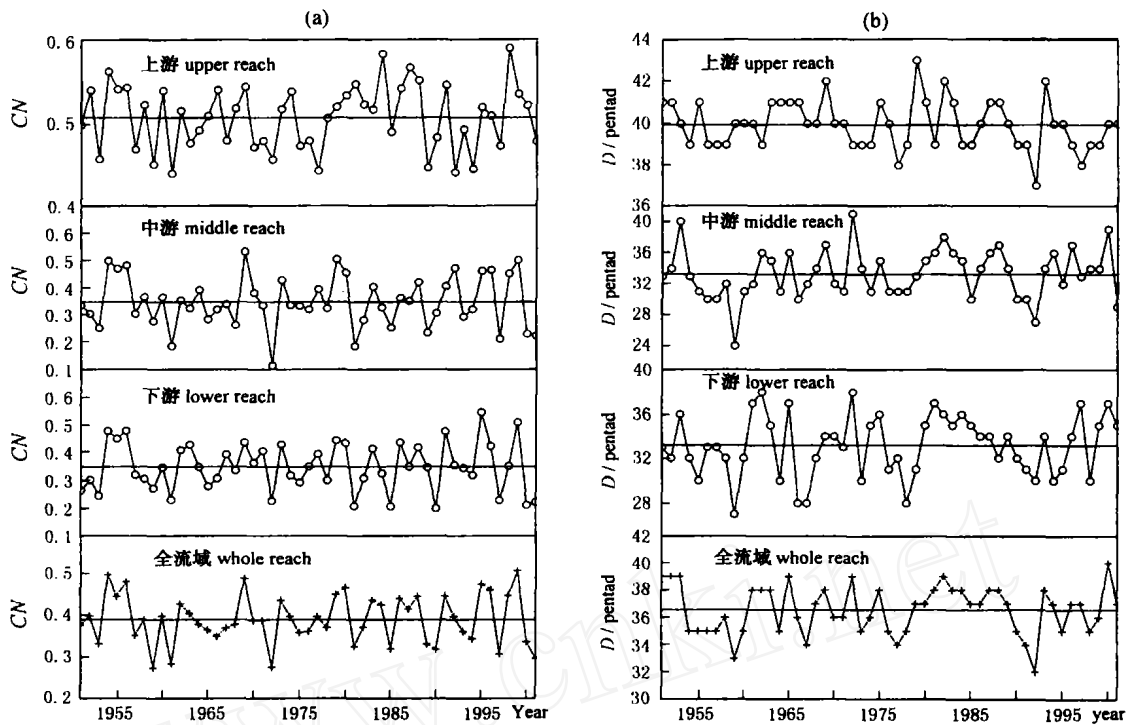 (a)
0.6
上游 upper reach
CN
0.5
0.4
中游 middle reach
0.6
0.5
CN
0.4
0.3
0.2
0.1
下游 lower reach
0.6
0.5
CN
0.4
0.3
0.2
0.1
全流域 whole reach
0.5
CN
0.4
0.3
0.2
1955 1965 1975 1985 1995 Year
(b)
44
上游 upper reach
42
D / pentad
40
38
36
中游 middle reach
40
36
D / pentad
32
28
24
40
下游 lower reach
36
D / pentad
32
28
42
全流域 whole reach
38
D / pentad
36
34
32
30
1955 1965 1975 1985 1995 year
www.cnki.net